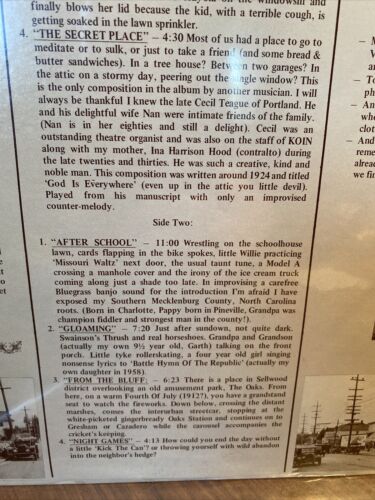 finally blows her lid because the kid, with a terrible cough, is
getting soaked in the lawn sprinkler.
4. "THE SECRET PLACE" – 4:30 Most of us had a place to go to
meditate or to sulk, or just to take a friend (and some bread &
butter sandwiches). In a tree house? Between two garages? In
the attic on a stormy day, peering out the single window? This
is the only composition in the album by another musician. I will
always be thankful I knew the late Cecil Teague of Portland. He
and his delightful wife Nan were intimate friends of the family.
(Nan is in her eighties and still a delight). Cecil was an
outstanding theatre organist and was also on the staff of KOIN
along with my mother, Ina Harrison Hood (contralto) during
the late twenties and thirties. He was such a creative, kind and
noble man. This composition was written around 1924 and titled
'God Is Everywhere' (even up in the attic you little devil).
Played from his manuscript with only an improvised
counter-melody.
Side Two:
1. "AFTER SCHOOL" – 11:00 Wrestling on the schoolhouse
lawn, cards flapping in the bike spokes, little Willie practicing
'Missouri Waltz' next door, the usual taunt tune, a Model A
crossing a manhole cover and the irony of the ice cream truck
coming along just a shade too late. In improvising a carefree
Bluegrass banjo sound for the introduction I'm afraid I have
exposed my Southern Mecklenburg County, North Carolina
roots. (Born in Charlotte, Pappy born in Pineville, Grandpa was
champion fiddler and strongest man in the county!).
2. "GLOAMING" – 7:20 Just after sundown, not quite dark.
Swainson's Thrush and real horseshoes. Grandpa and Grandson
(actually my own 9½ year old, Garth) talking on the front
porch. Little tyke rollerskating, a four year old girl singing
nonsense lyrics to 'Battle Hymn Of The Republic' (actually my
own daughter in 1958).
3. "FROM THE BLUFF: – 6:23 There is a place in Sellwood
district overlooking an old amusement park, The Oaks. From
here, on a warm Fourth Of July (1912?), you have a grandstand
seat to watch the fireworks. Down below, crossing the distant
marshes, comes the interurban streetcar, stopping at the
white-picketed gingerbready Oaks Station and continues on to
Gresham or Cazadero while the carousel accompanies the
cricket's keeping.
4. "NIGHT GAMES" – 4:13 How could you end the day without
a little 'Kick The Can'? or throwing yourself with wild abandon
into the neighbor's hedge?